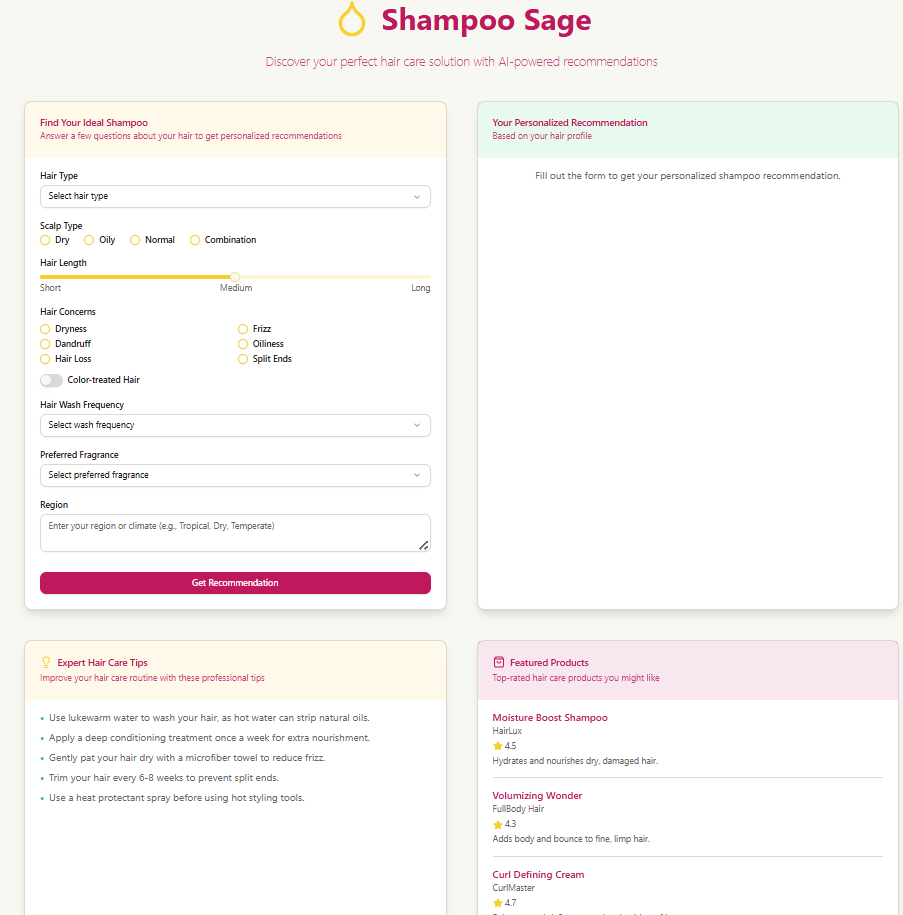 Shampoo Sage
Discover your perfect hair care solution with AI-powered recommendations
Find Your Ideal Shampoo
Answer a few questions about your hair to get personalized recommendations
Hair Type
Select hair type
Scalp Type
Dry Oily Normal Combination
Hair Length
Short Medium Long
Hair Concerns
Dryness Frizz
Dandruff Oiliness
Hair Loss Split Ends
Color-treated Hair
Hair Wash Frequency
Select wash frequency
Preferred Fragrance
Select preferred fragrance
Region
Enter your region or climate (e.g., Tropical, Dry, Temperate)
Get Recommendation
Your Personalized Recommendation
Based on your hair profile
Fill out the form to get your personalized shampoo recommendation.
Expert Hair Care Tips
Improve your hair care routine with these professional tips
• Use lukewarm water to wash your hair, as hot water can strip natural oils.
• Apply a deep conditioning treatment once a week for extra nourishment.
• Gently pat your hair dry with a microfiber towel to reduce frizz.
• Trim your hair every 6-8 weeks to prevent split ends.
• Use a heat protectant spray before using hot styling tools.
Featured Products
Top-rated hair care products you might like
Moisture Boost Shampoo
HairLux
4.5
Hydrates and nourishes dry, damaged hair.
Volumizing Wonder
FullBody Hair
4.3
Adds body and bounce to fine, limp hair.
Curl Defining Cream
CurlMaster
4.7